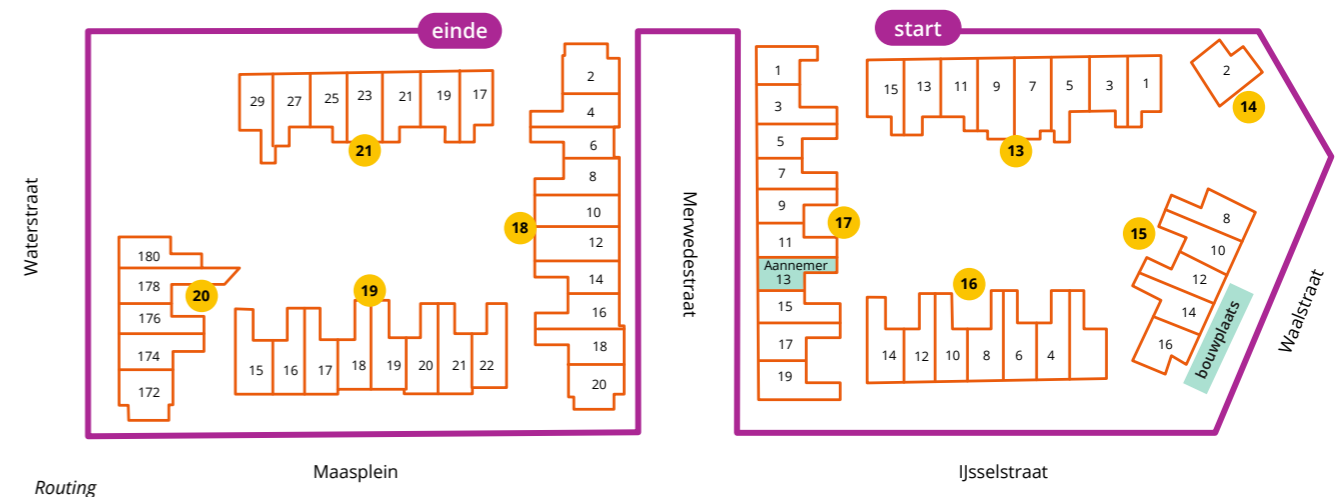 einde
start
29 27 25 23 21 19 17
21
2
4
6
8
10
12
14
16
18
20
18
1
3
5
7
9
11
Aannemer
13
15
17
19
17
15 13 11 9 7 5 3 1
13
2
14
8
10
12
14
16
15
bouwplaats
Waalstraat
Waterstraat
Merwedestraat
180
178
176
174
172
20
19
15 16 17 18 19 20 21 22
16
14 12 10 8 6 4
Maasplein
IJsselstraat
Routing